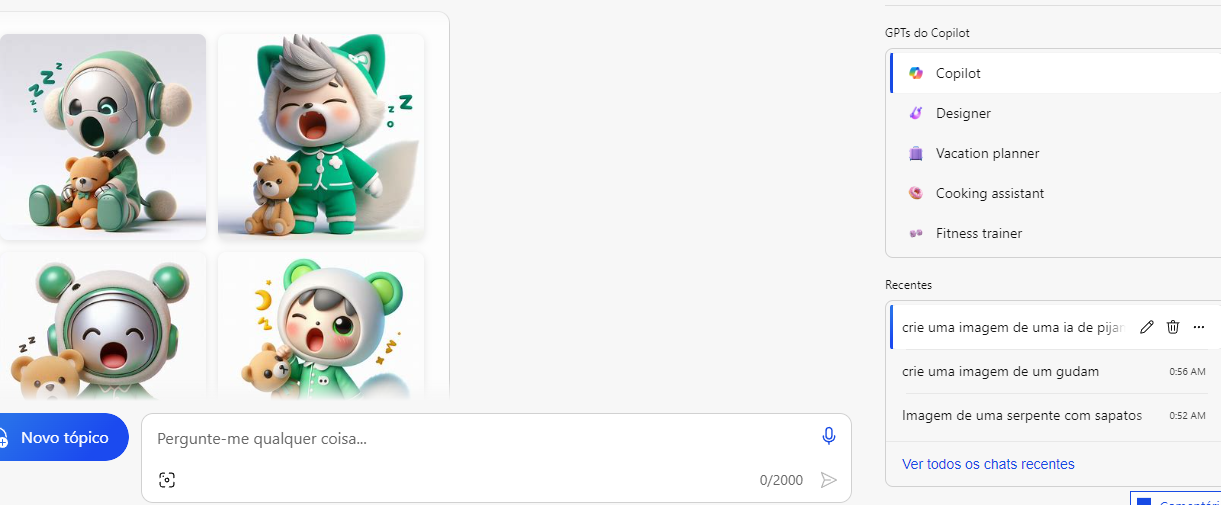 z z z z z
z z o
z z z
z z
Novo tópico
Pergunte-me qualquer coisa...
0/2000
GPTs do Copilot
Copilot
Designer
Vacation planner
Cooking assistant
Fitness trainer
Recentes
crie uma imagem de uma ia de pijam
crie uma imagem de um gudam 0:56 AM
Imagem de uma serpente com sapatos 0:52 AM
Ver todos os chats recentes